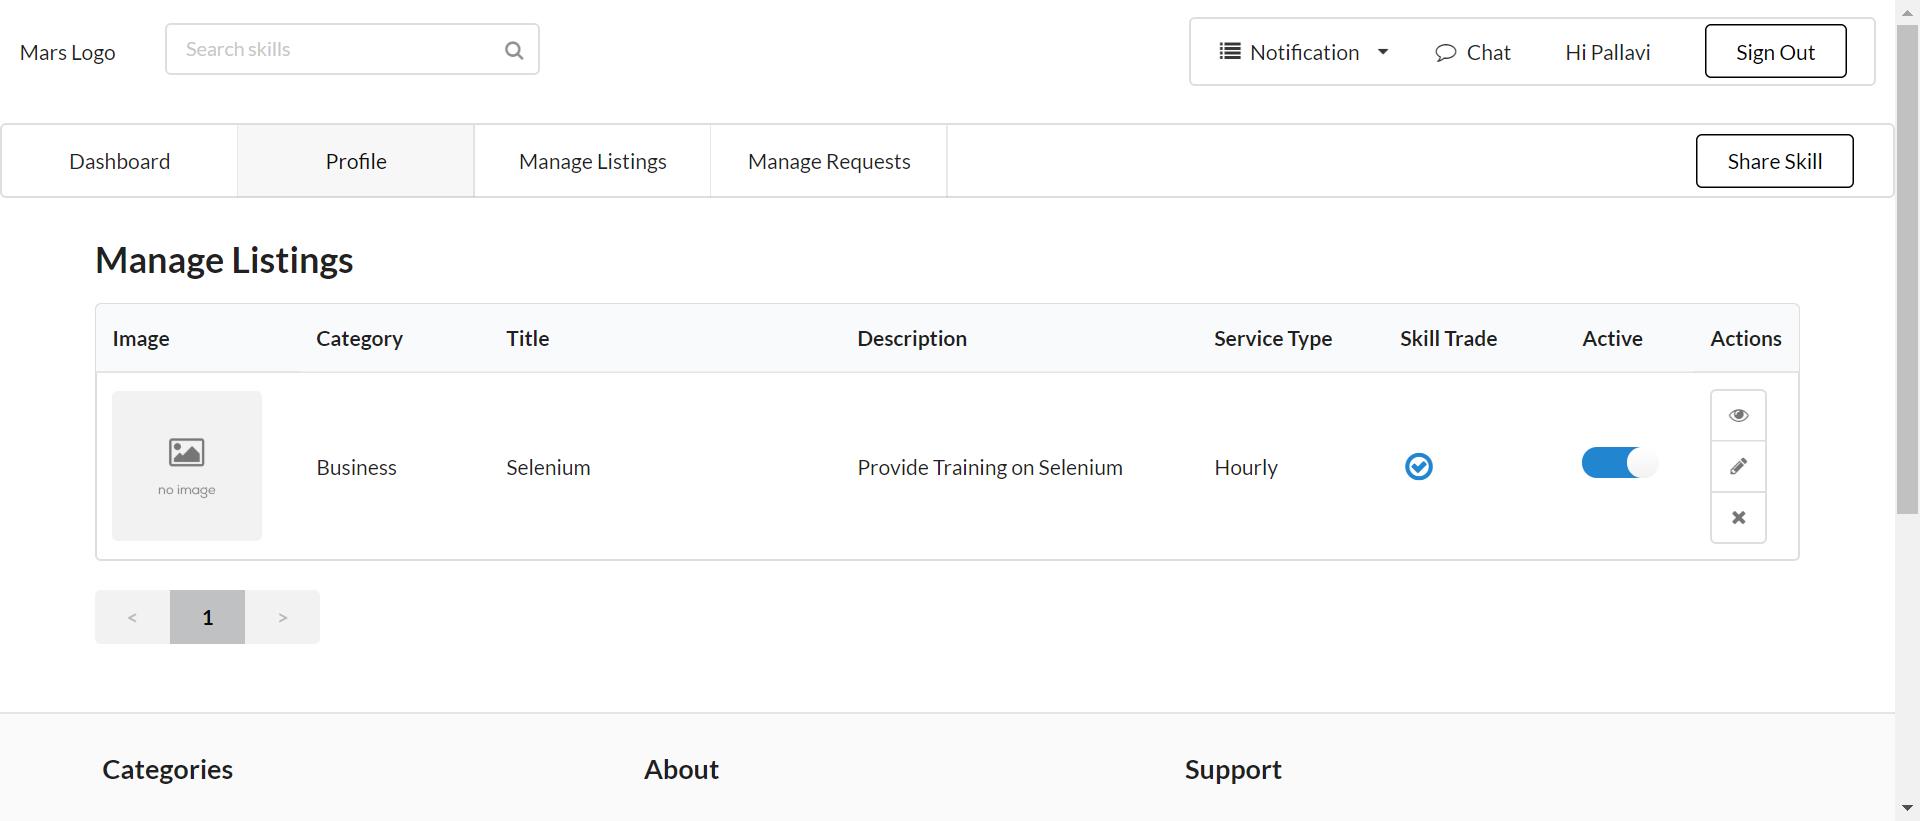 Mars Logo
Search skills
Notification
Chat
Hi Pallavi
Sign Out
Dashboard
Profile
Manage Listings
Manage Requests
Share Skill
Manage Listings
Image Category Title Description Service Type Skill Trade Active Actions
no image
Business Selenium Provide Training on Selenium Hourly
< 1 >
Categories About Support